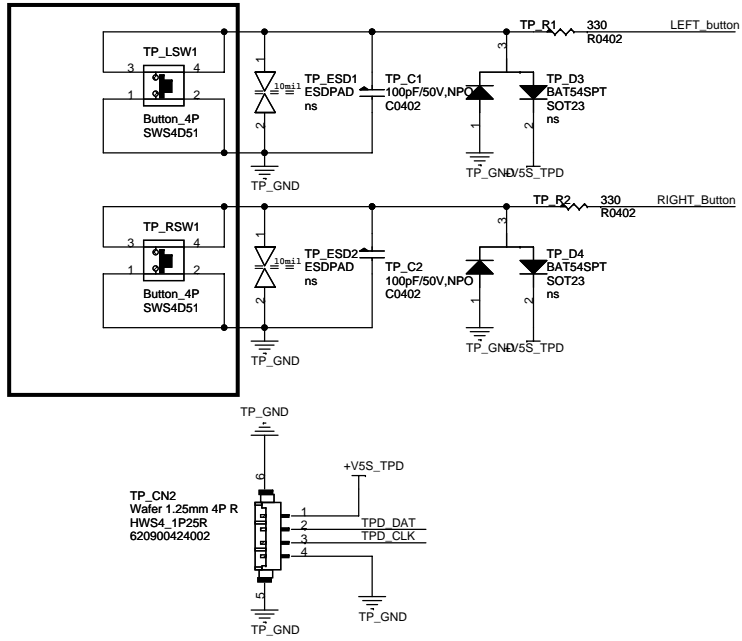 TP_R1 330 LEFT_button
R0402
TP_LSW1
3 4
1 2
Button_4P
SWS4D51
1
10mil
2
TP_ESD1
ESDPAD
ns
TP_C1
100pF/50V,NPO
C0402
3
1
2
TP_D3
BAT54SPT
SOT23
ns
TP_GND
TP_GND
+V5S_TPD
TP_R2 330 RIGHT_Button
R0402
TP_RSW1
3 4
1 2
Button_4P
SWS4D51
1
10mil
2
TP_ESD2
ESDPAD
ns
TP_C2
100pF/50V,NPO
C0402
3
1
2
TP_D4
BAT54SPT
SOT23
ns
TP_GND
TP_GND
+V5S_TPD
TP_GND
6
+V5S_TPD
TP_CN2
Wafer 1.25mm 4P R
HWS4_1P25R
620900424002
1
2 TPD_DAT
3 TPD_CLK
4
5
TP_GND
TP_GND